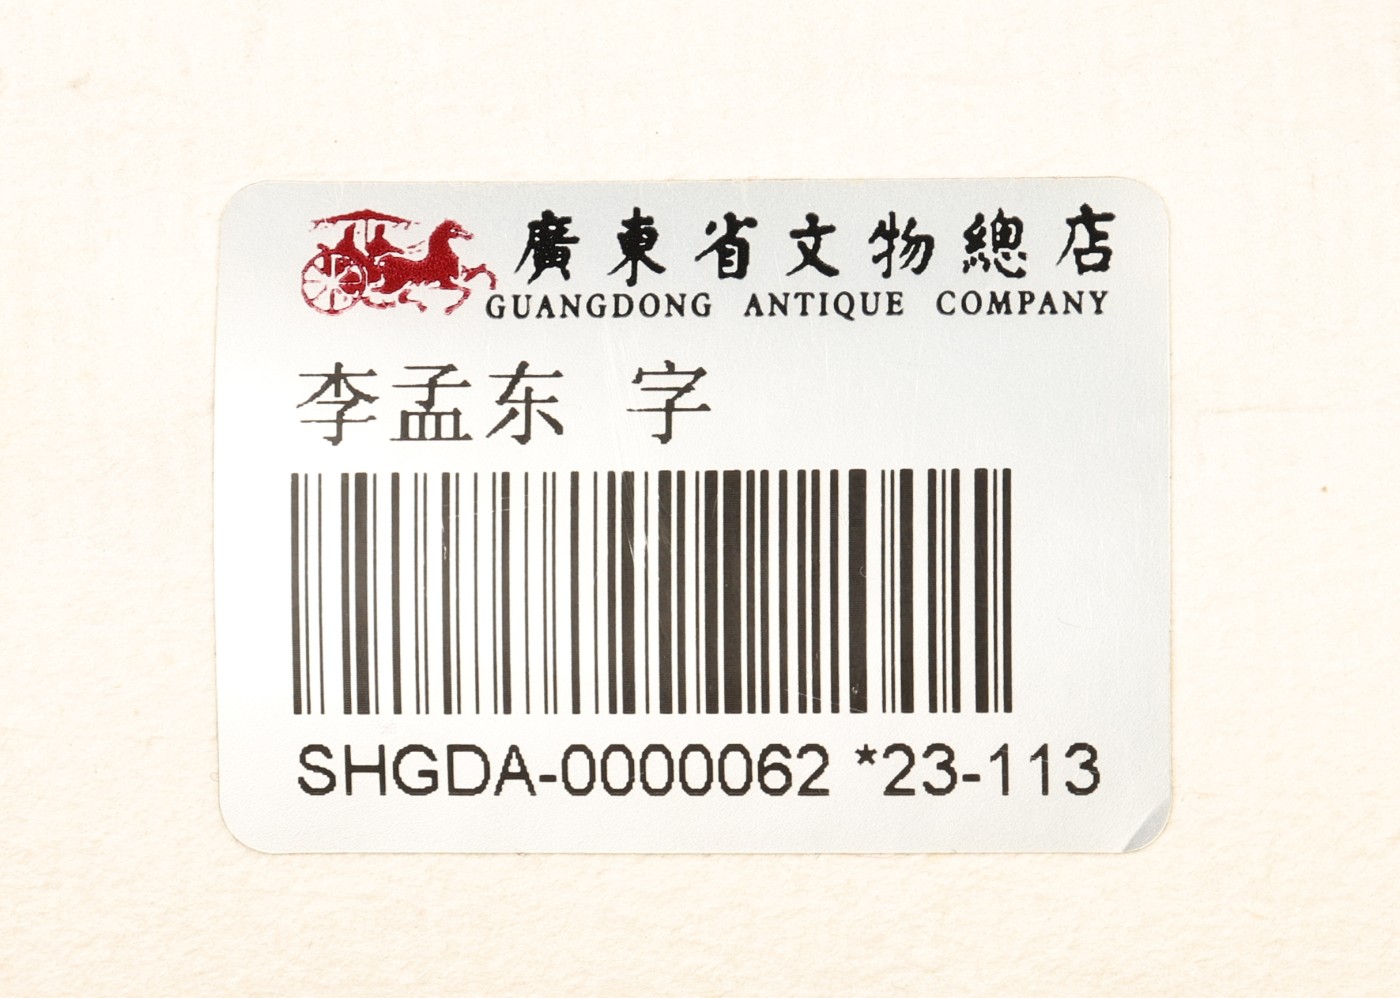 廣東省文物總店
GUANGDONG ANTIQUE COMPANY
李孟东 字
SHGDA-0000062 *23-113